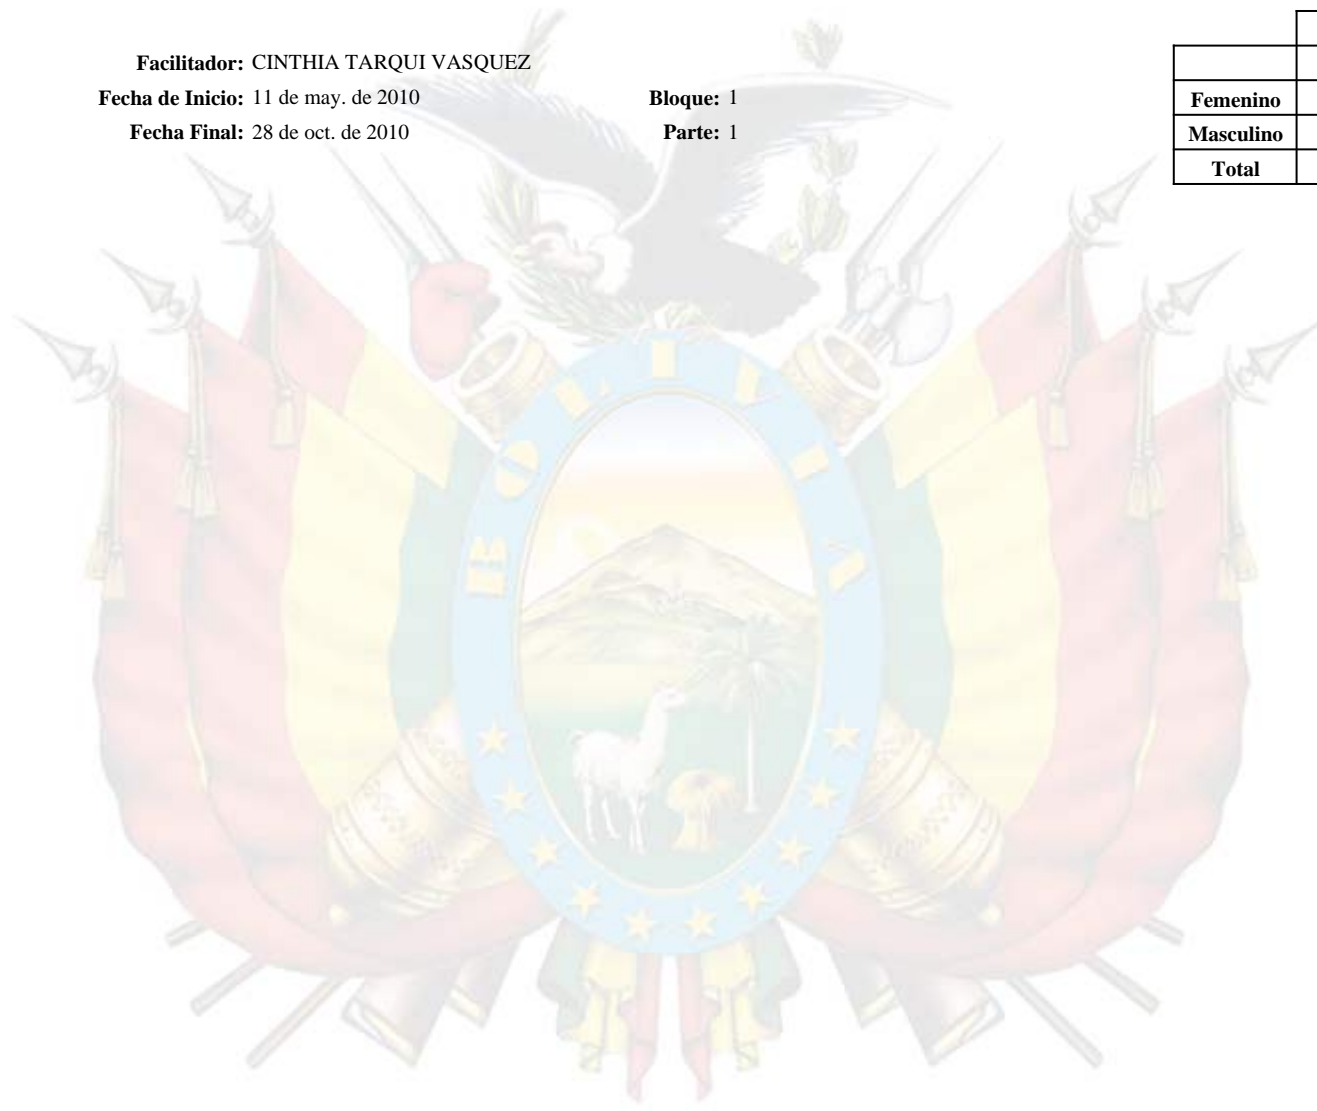 Facilitador: CINTHIA TARQUI VASQUEZ
Fecha de Inicio: 11 de may. de 2010 Bloque: 1
Fecha Final: 28 de oct. de 2010 Parte: 1
Femenino
Masculino
Total
BOLIVIA